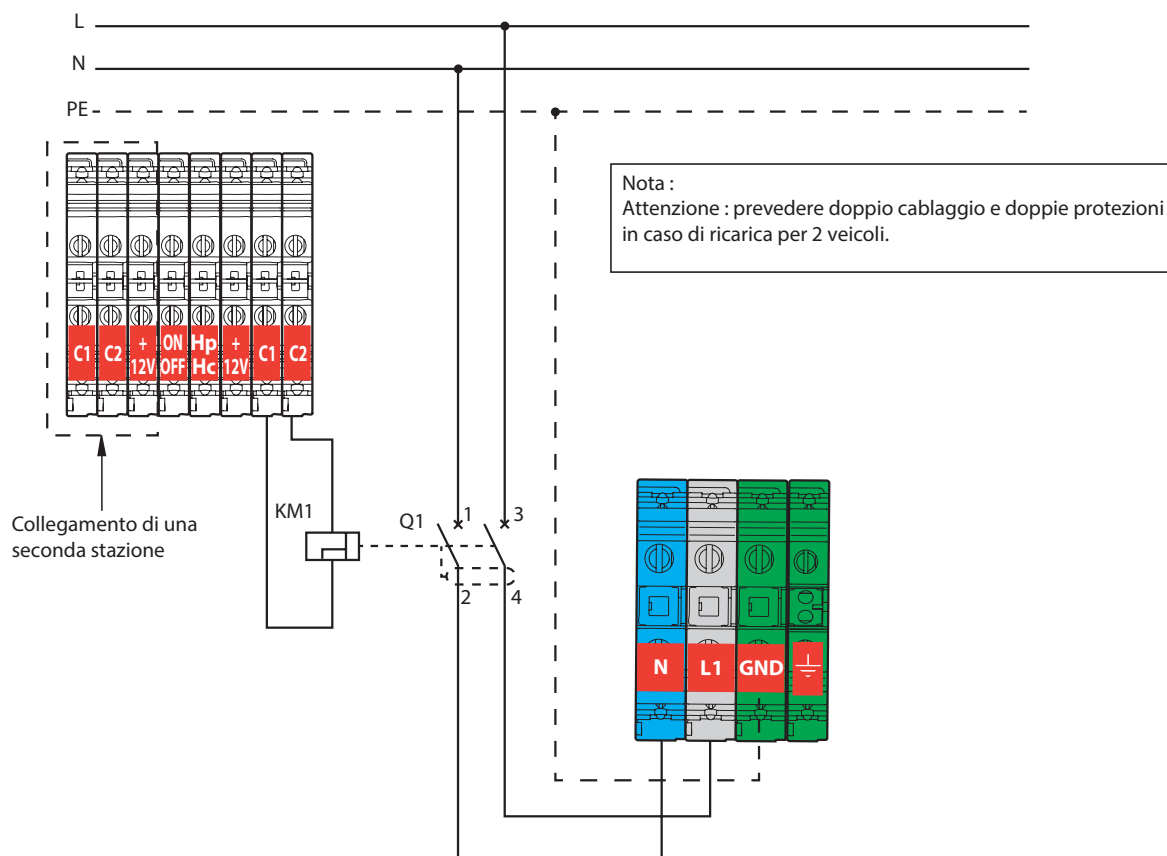 L
N
PE
Nota :
Attenzione : prevedere doppio cablaggio e doppie protezioni
in caso di ricarica per 2 veicoli.
C1
C2
+
12V
ON
OFF
Hp
Hc
+
12V
C1
C2
Collegamento di una
seconda stazione
KM1
Q1
1
3
2
4
N
L1
GND